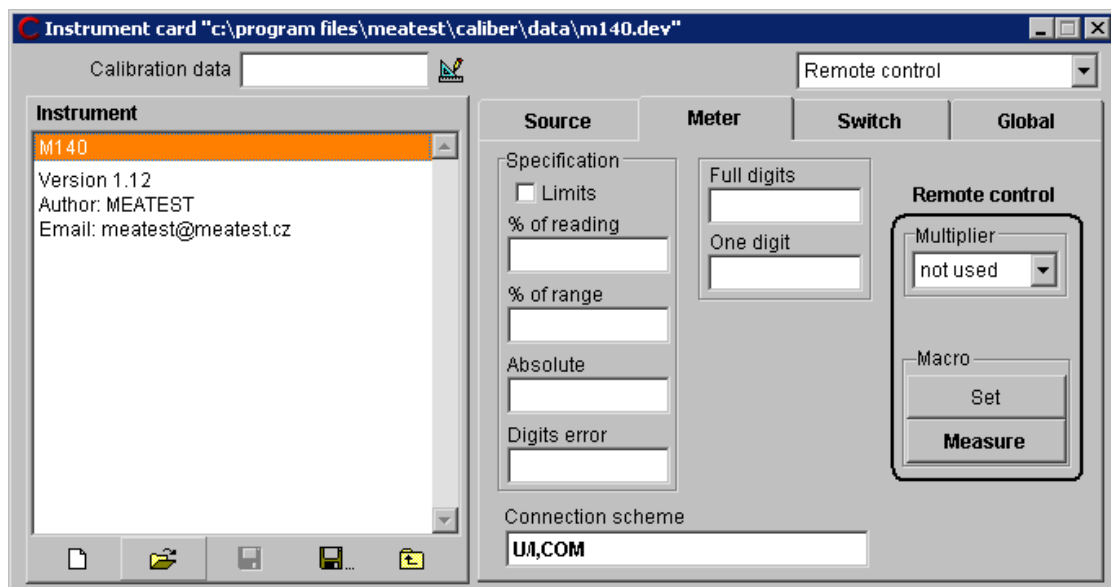 Instrument card "c:\program files\meatest\caliber\data\m140.dev"
Calibration data
Remote control
Instrument
M140
Version 1.12
Author: MEATEST
Email: meatest@meatest.cz
Source
Meter
Switch
Global
Specification
Limits
% of reading
% of range
Absolute
Digits error
Full digits
One digit
Remote control
Multiplier
not used
Macro
Set
Measure
Connection scheme
U/I,COM